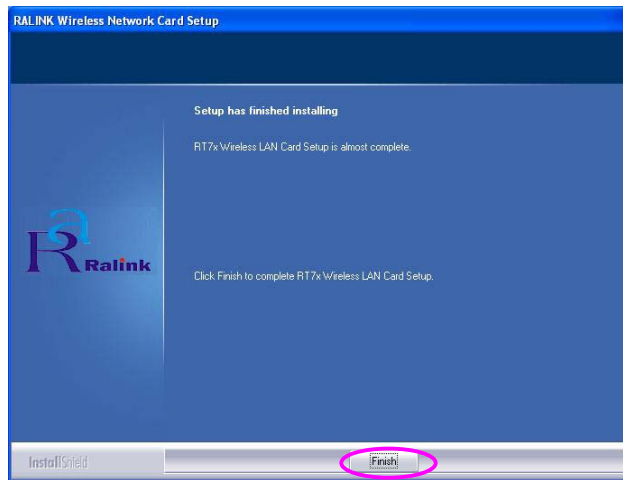 RALINK Wireless Network Card Setup
Setup has finished installing
RT7x Wireless LAN Card Setup is almost complete.
Ralink
Click Finish to complete RT7x Wireless LAN Card Setup.
InstallShield
Finish